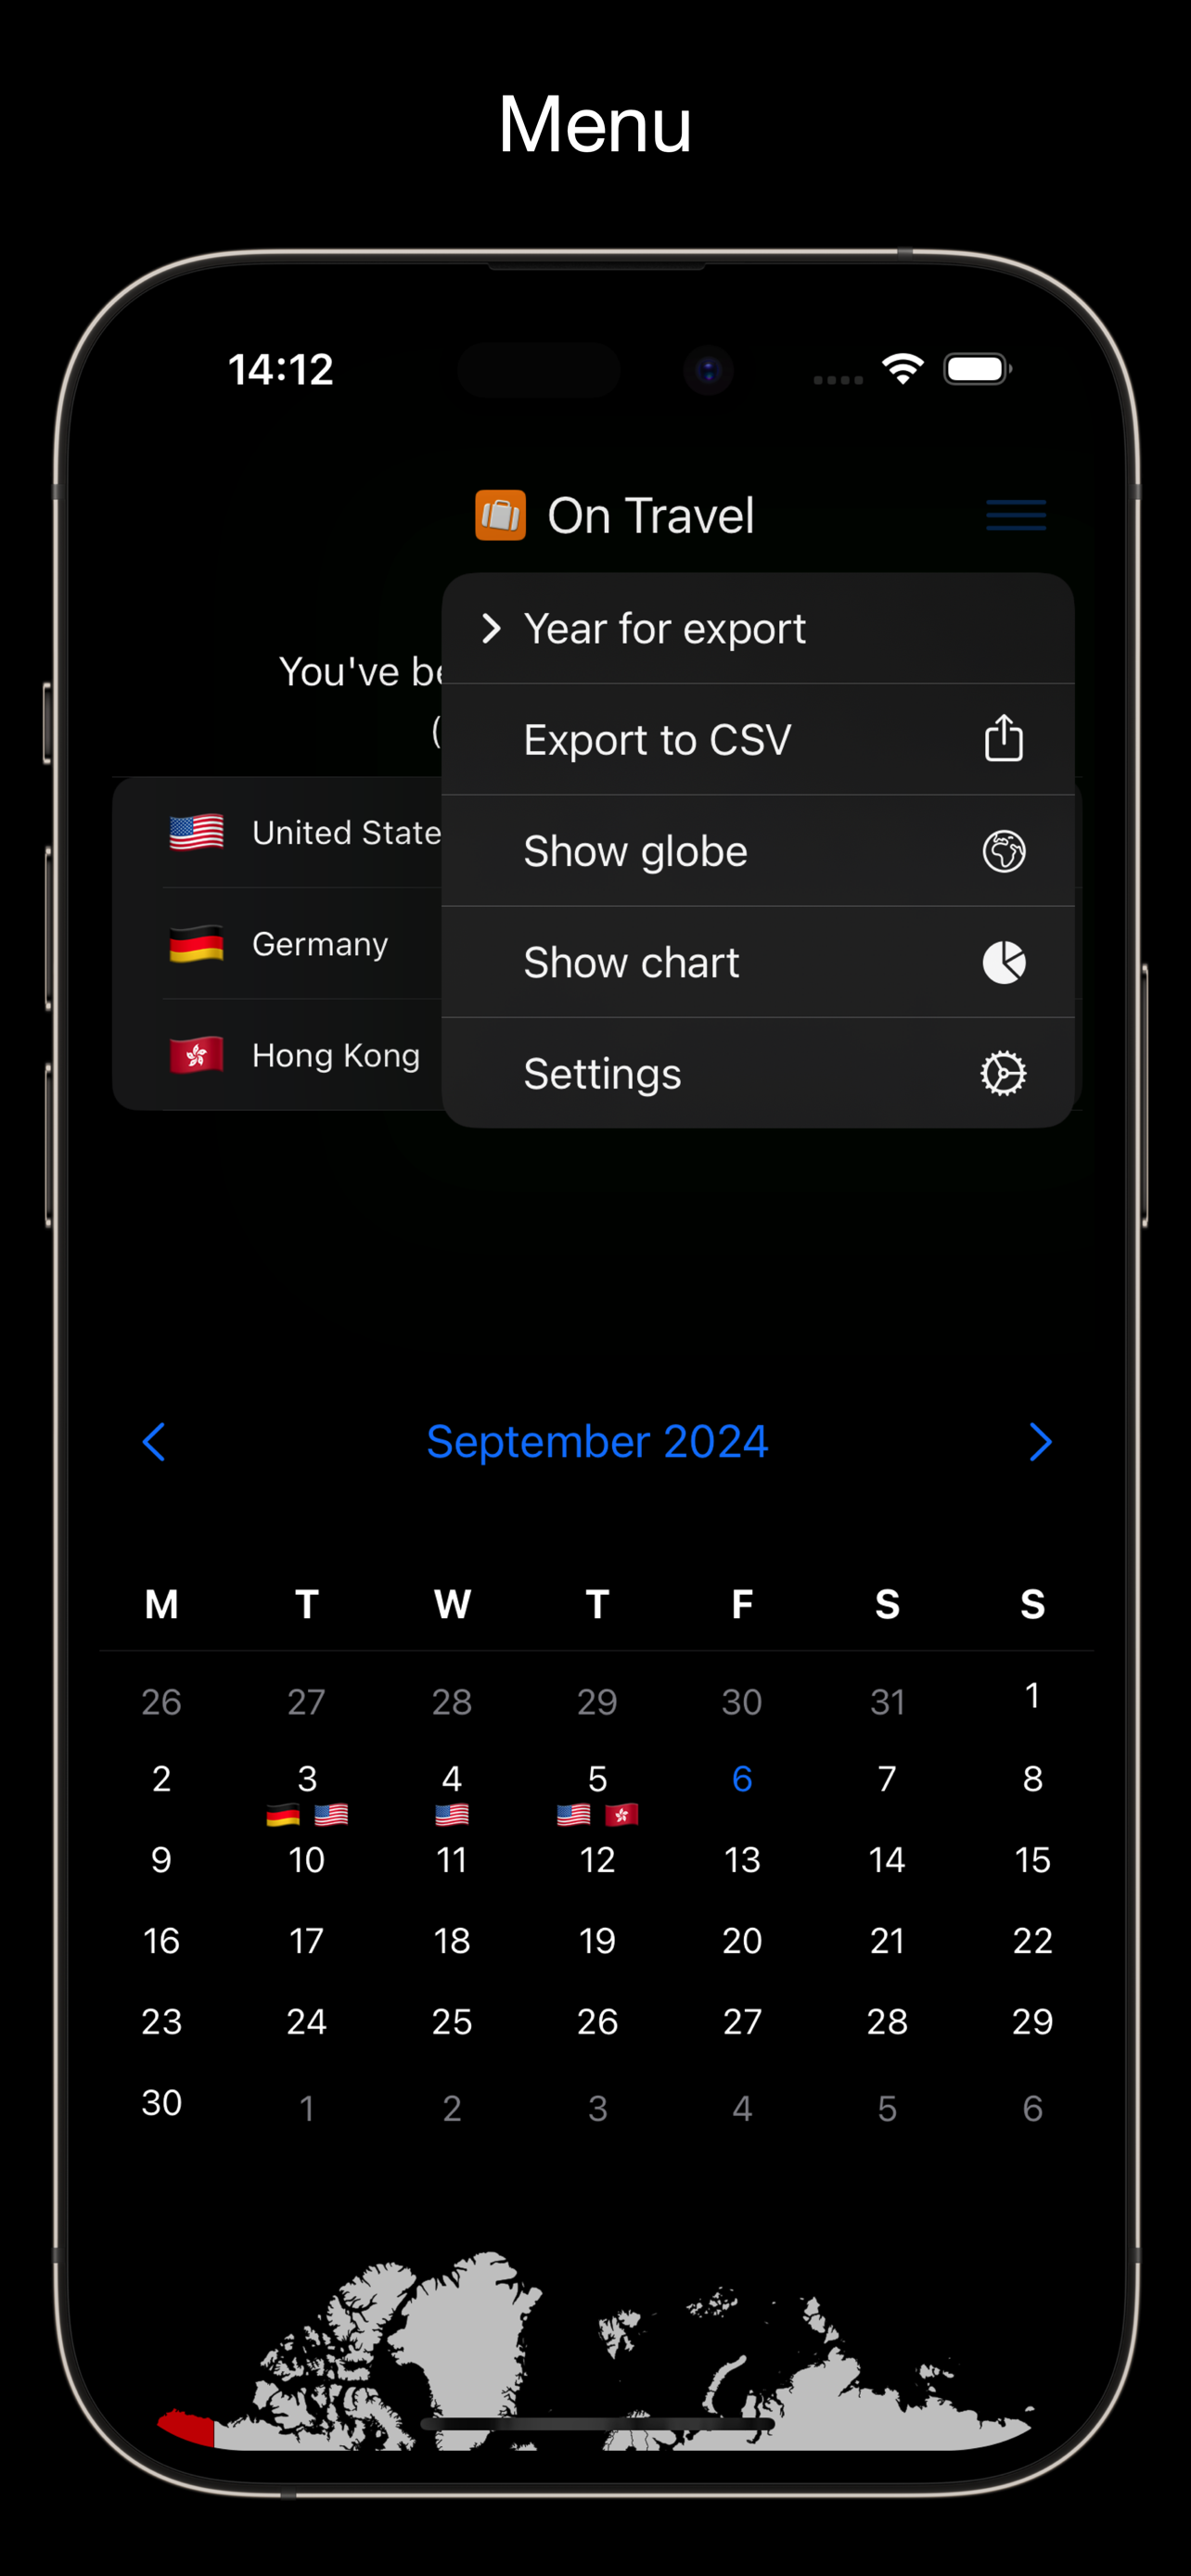 Menu
14:12
On Travel
Year for export
You've
(
Export to CSV
United State
Show globe
Germany
Show chart
Hong Kong
Settings
September 2024
M T W T F S S
26 27 28 29 30 31 1
2 3 4 5 6 7 8
9 10 11 12 13 14 15
16 17 18 19 20 21 22
23 24 25 26 27 28 29
30 1 2 3 4 5 6